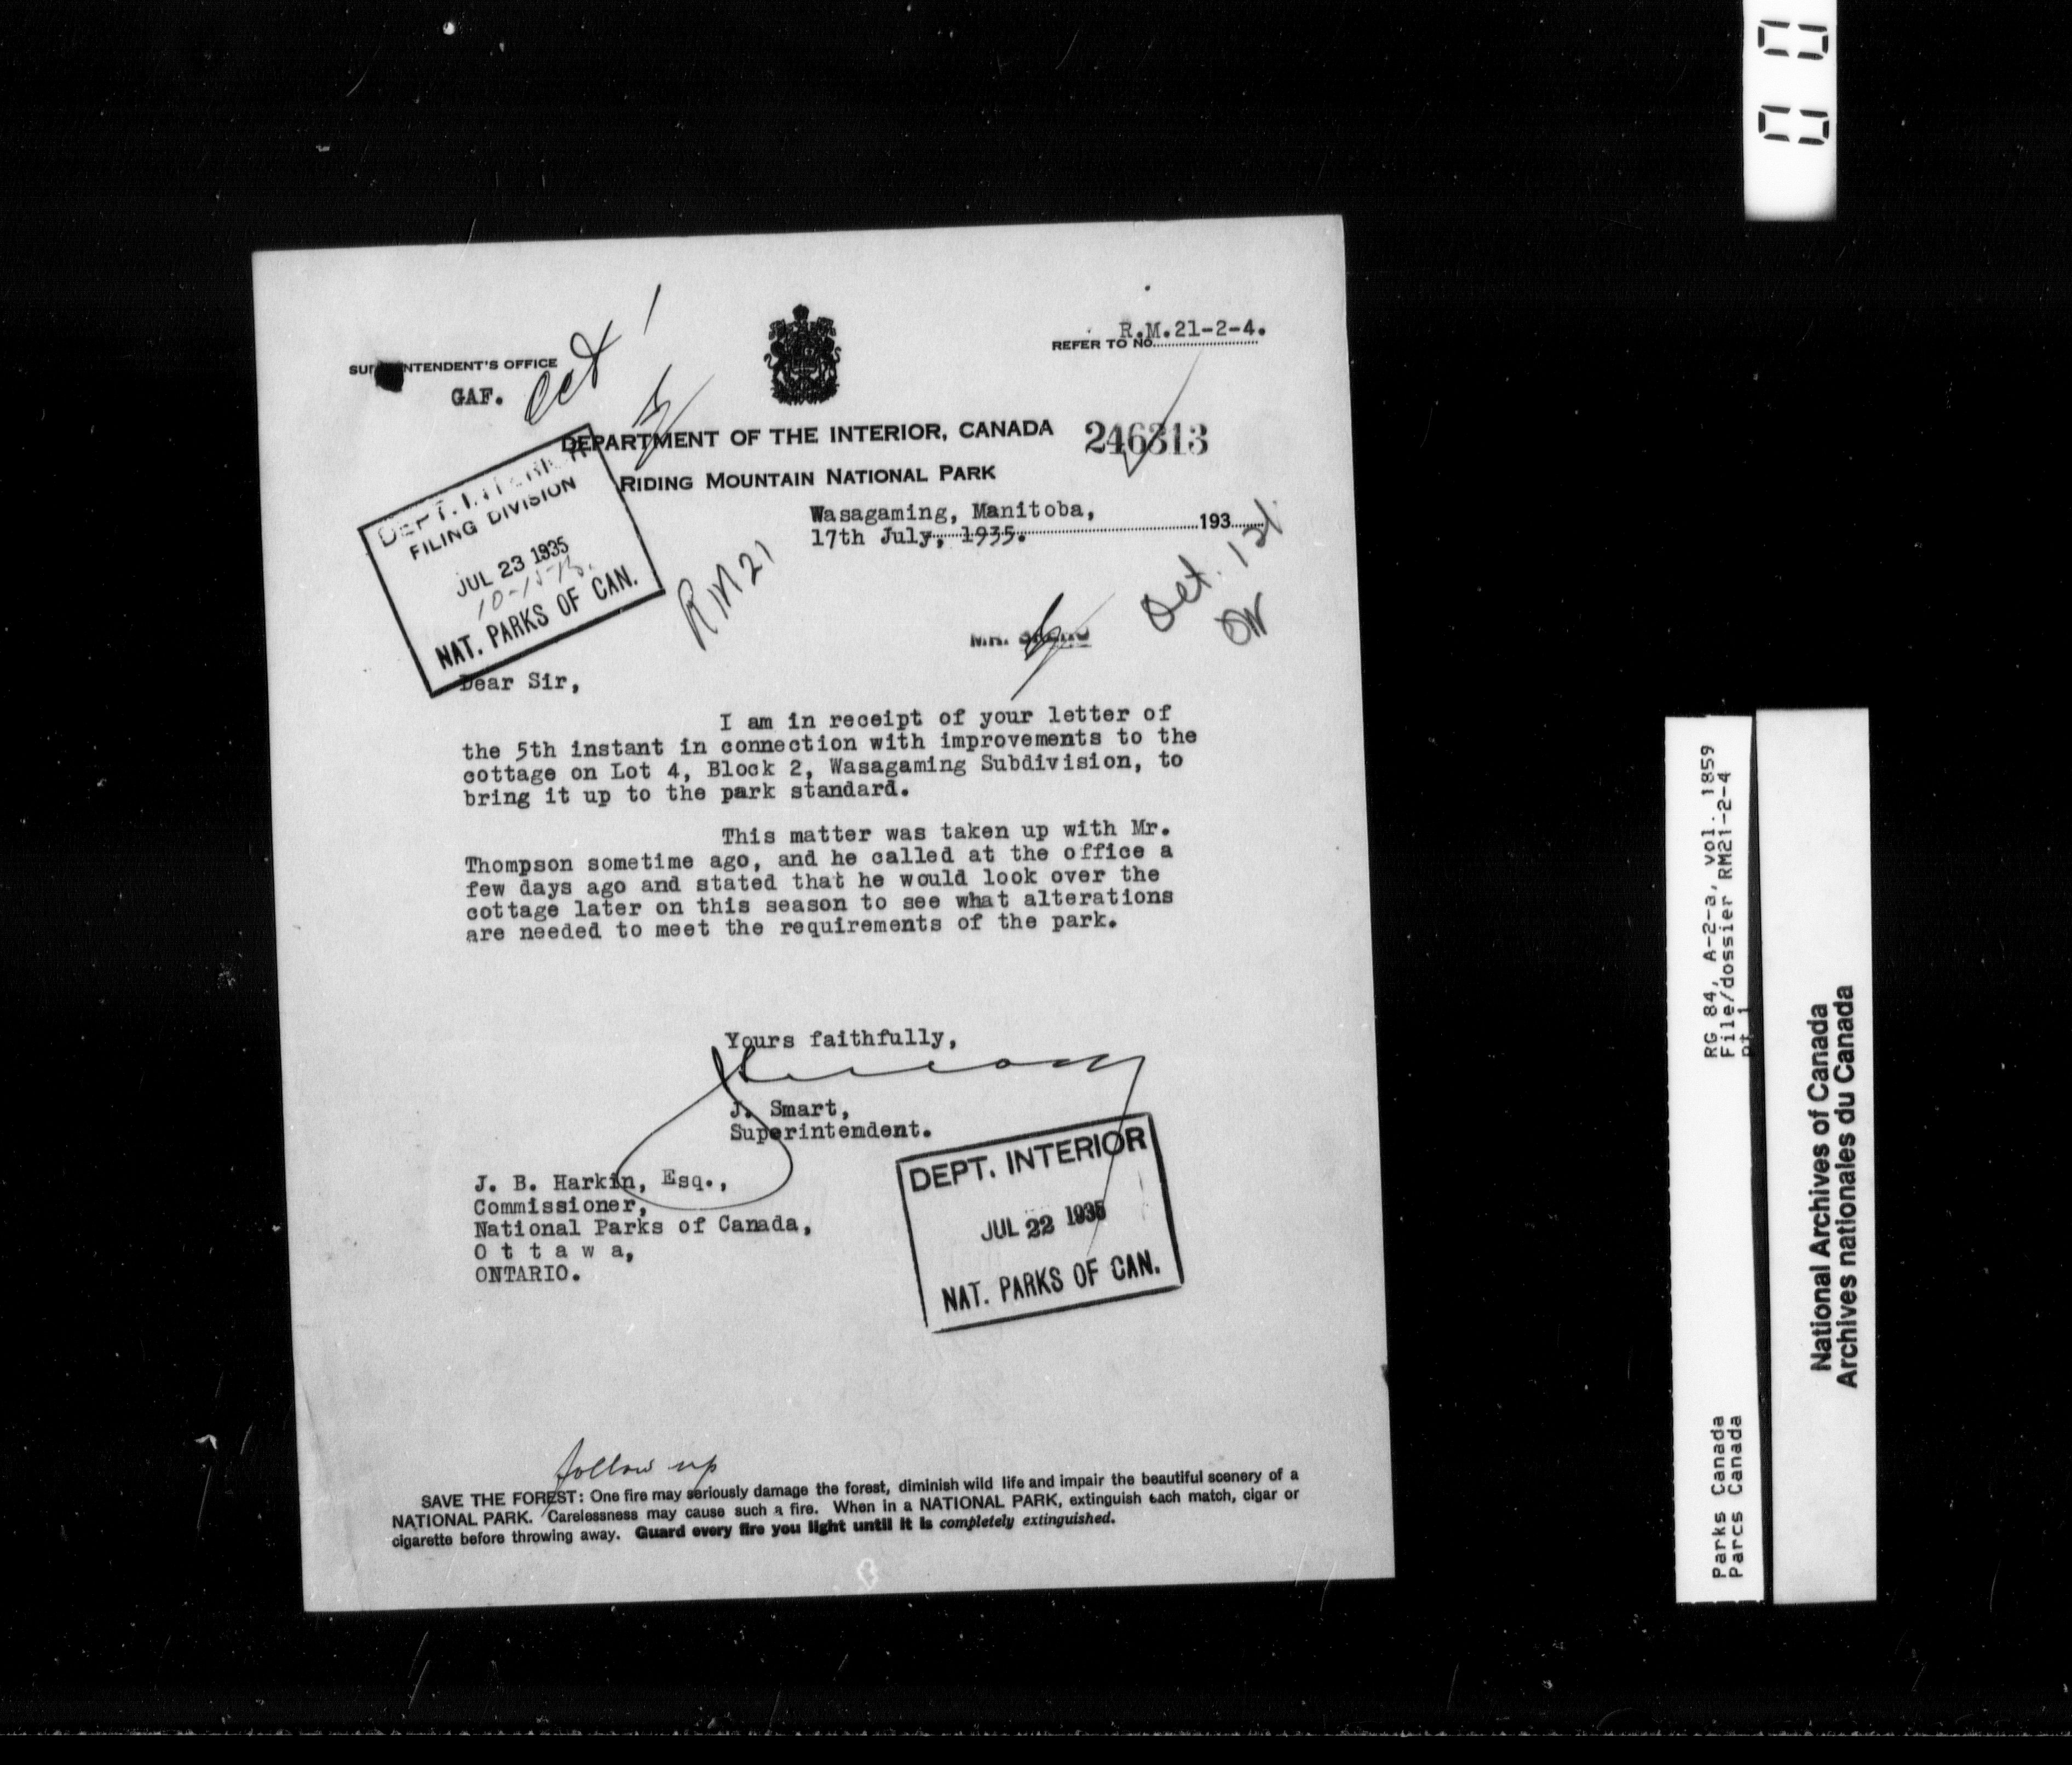 R.M.21-2-4.
REFER TO No.
SUPERINTENDENT'S OFFICE
GAF.
Oct 1
DEPARTMENT OF THE INTERIOR, CANADA
246313
RIDING MOUNTAIN NATIONAL PARK
DEPT. INTERIOR
FILING DIVISION
JUL 23 1935
NAT. PARKS OF CAN.
Wasagaming, Manitoba,
17th July, 1935.
193
RM21
Oct. 1st
MR.
Dear Sir,
I am in receipt of your letter of
the 5th instant in connection with improvements to the
cottage on Lot 4, Block 2, Wasagaming Subdivision, to
bring it up to the park standard.
This matter was taken up with Mr.
Thompson sometime ago, and he called at the office a
few days ago and stated that he would look over the
cottage later on this season to see what alterations
are needed to meet the requirements of the park.
Yours faithfully,
J. Smart,
Superintendent.
J. B. Harkin, Esq.,
Commissioner,
National Parks of Canada,
O t t a w a,
ONTARIO.
DEPT. INTERIOR
JUL 22 1935
NAT. PARKS OF CAN.
follow up
SAVE THE FOREST: One fire may seriously damage the forest, diminish wild life and impair the beautiful scenery of a
NATIONAL PARK. Carelessness may cause such a fire. When in a NATIONAL PARK, extinguish each match, cigar or
cigarette before throwing away. Guard every fire you light until it is completely extinguished.
RG 84, A-2-a, vol. 1859
File/dossier RM21-2-4
pt 1
Parks Canada
Parcs Canada
National Archives of Canada
Archives nationales du Canada